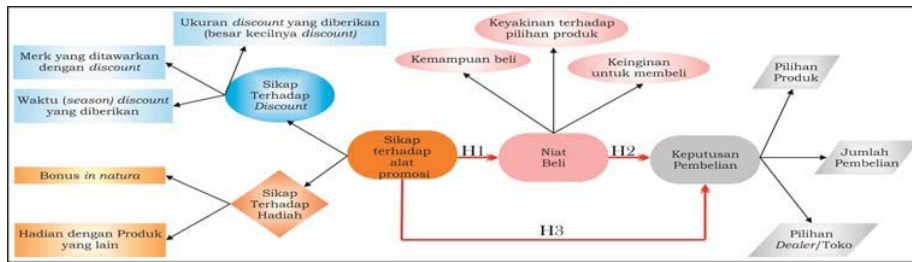 Ukuran discount yang diberikan
(besar kecilnya discount)
Merk yang ditawarkan
dengan discount
Waktu (season) discount
yang diberikan
Sikap
Terhadap
Discount
Keyakinan terhadap
pilihan produk
Kemampuan beli
Keinginan
untuk membeli
Pilihan
Produk
Sikap
terhadap alat
promosi
H1
Niat
Beli
H2
Keputusan
Pembelian
Jumlah
Pembelian
Bonus in natura
Sikap
Terhadap
Hadiah
Hadian dengan Produk
yang lain
H3
Pilihan
Dealer/Toko